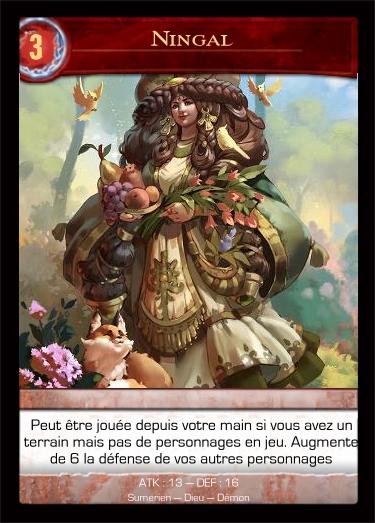 3
Ningal
Peut être jouée depuis votre main si vous avez un
terrain mais pas de personnages en jeu. Augmente
de 6 la défense de vos autres personnages
ATK : 13 — DEF : 16
Sumerien — Dieu — Démon